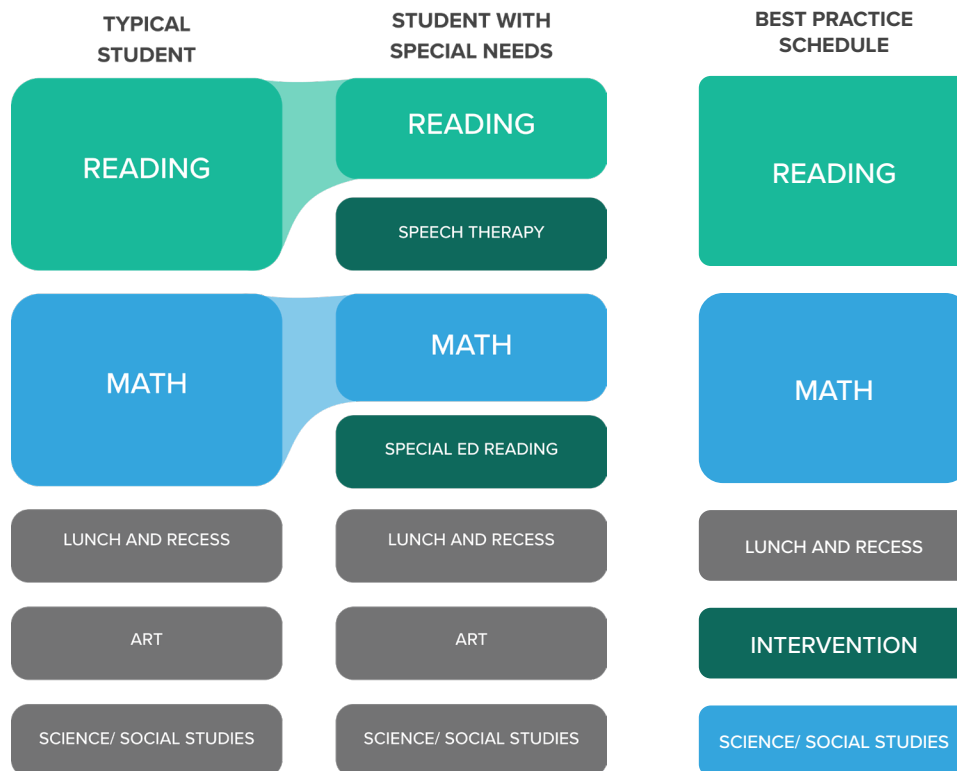 TYPICAL
STUDENT
READING
MATH
LUNCH AND RECESS
ART
SCIENCE/ SOCIAL STUDIES
STUDENT WITH
SPECIAL NEEDS
READING
SPEECH THERAPY
MATH
SPECIAL ED READING
LUNCH AND RECESS
ART
SCIENCE/ SOCIAL STUDIES
BEST PRACTICE
SCHEDULE
READING
MATH
LUNCH AND RECESS
INTERVENTION
SCIENCE/ SOCIAL STUDIES